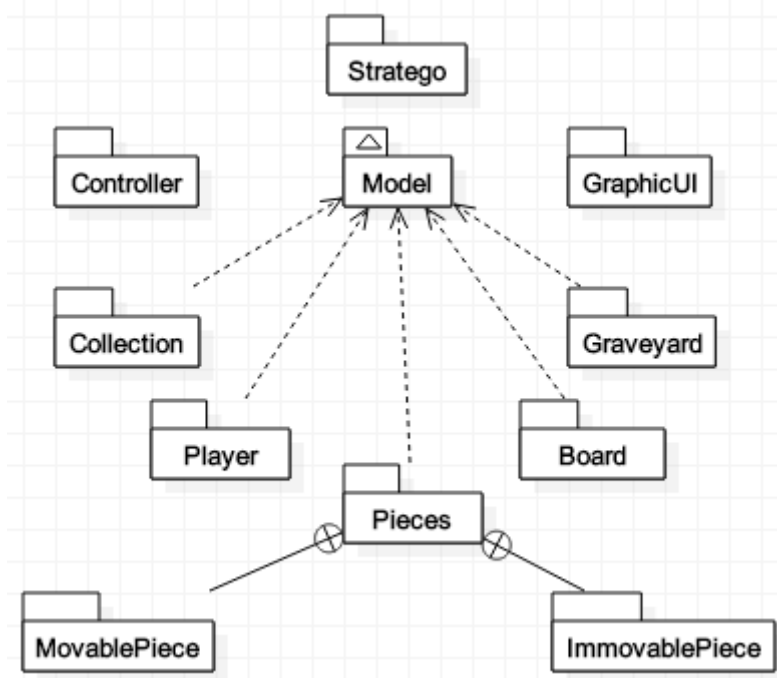 Stratego
Controller
Model
GraphicUI
Collection
Graveyard
Player
Board
Pieces
MovablePiece
ImmovablePiece